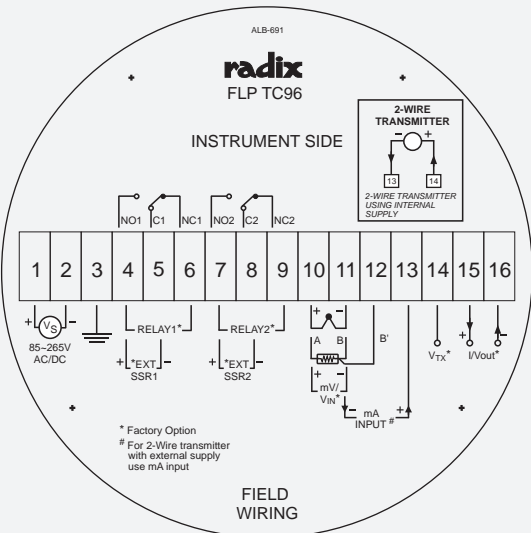 ALB-691
radix
FLP TC96
INSTRUMENT SIDE
2-WIRE
TRANSMITTER
- +
13 14
2-WIRE TRANSMITTER
USING INTERNAL
SUPPLY
NO1 C1 NC1 NO2 C2 NC2
1 2 3 4 5 6 7 8 9 10 11 12 13 14 15 16
+ VS -
85~265V
AC/DC
RELAY1*
+ *EXT -
SSR1
RELAY2*
+ *EXT -
SSR2
+ -
A B B'
+ -
mV/
VIN*
- mA +
INPUT #
VTX*
+ -
I/Vout*
* Factory Option
# For 2-Wire transmitter
with external supply
use mA input
FIELD
WIRING